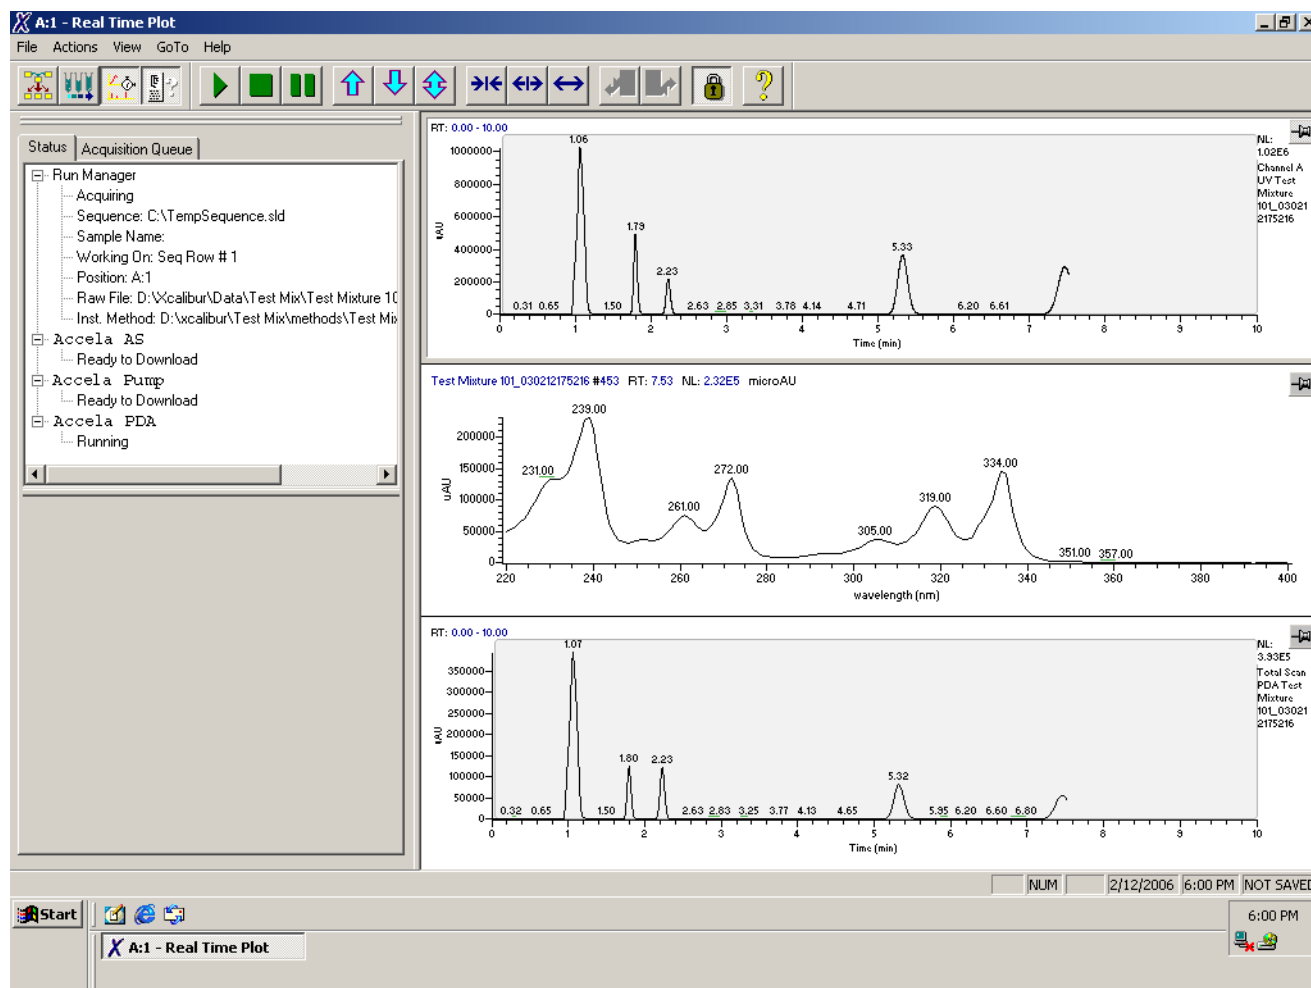 A:1 - Real Time Plot
File Actions View GoTo Help
Status Acquisition Queue
Run Manager
Acquiring
Sequence: C:\TempSequence.sld
Sample Name:
Working On: Seq Row # 1
Position: A:1
Raw File: D:\Xcalibur\Data\Test Mix\Test Mixture 10
Inst. Method: D:\xcalibur\Test Mix\methods\Test Mix
Accela AS
Ready to Download
Accela Pump
Ready to Download
Accela PDA
Running
RT: 0.00 - 10.00
NL:
1.02E6
Channel A
UV Test
Mixture
101_03021
2175216
1.06
1.79
2.23
5.33
1000000
800000
600000
400000
200000
0
uAU
0.31 0.65 1.50 2.63 2.85 3.31 3.78 4.14 4.71 6.20 6.61
0 1 2 3 4 5 6 7 8 9 10
Time (min)
Test Mixture 101_030212175216 #453 RT: 7.53 NL: 2.32E5 microAU
239.00
231.00
261.00
272.00
305.00
319.00
334.00
351.00 357.00
200000
150000
100000
50000
0
uAU
220 240 260 280 300 320 340 360 380 400
wavelength (nm)
RT: 0.00 - 10.00
NL:
3.93E5
Total Scan
PDA Test
Mixture
101_03021
2175216
1.07
1.80 2.23
5.32
350000
300000
250000
200000
150000
100000
50000
0
uAU
0.32 0.65 1.50 2.63 2.83 3.25 3.77 4.13 4.65 5.95 6.20 6.60 6.80
0 1 2 3 4 5 6 7 8 9 10
Time (min)
NUM 2/12/2006 6:00 PM NOT SAVED
Start
6:00 PM
A:1 - Real Time Plot